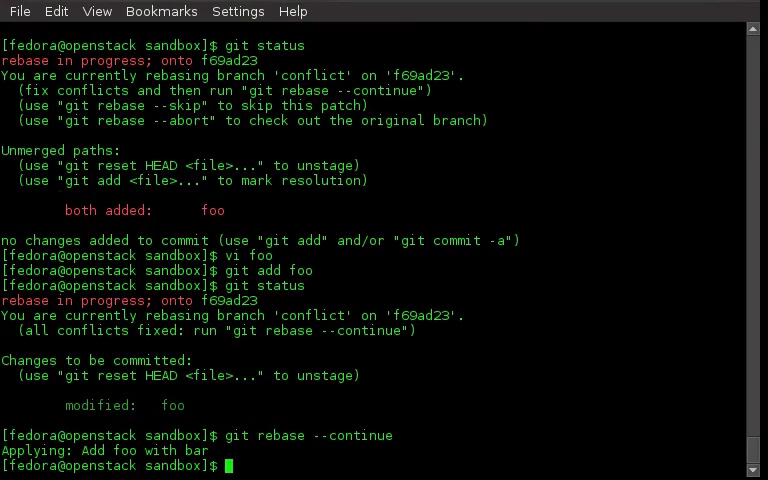 File Edit View Bookmarks Settings Help
[fedora@openstack sandbox]$ git status
rebase in progress; onto f69ad23
You are currently rebasing branch 'conflict' on 'f69ad23'.
  (fix conflicts and then run "git rebase --continue")
  (use "git rebase --skip" to skip this patch)
  (use "git rebase --abort" to check out the original branch)
Unmerged paths:
  (use "git reset HEAD <file>..." to unstage)
  (use "git add <file>..." to mark resolution)
        both added:      foo
no changes added to commit (use "git add" and/or "git commit -a")
[fedora@openstack sandbox]$ vi foo
[fedora@openstack sandbox]$ git add foo
[fedora@openstack sandbox]$ git status
rebase in progress; onto f69ad23
You are currently rebasing branch 'conflict' on 'f69ad23'.
  (all conflicts fixed: run "git rebase --continue")
Changes to be committed:
  (use "git reset HEAD <file>..." to unstage)
        modified:   foo
[fedora@openstack sandbox]$ git rebase --continue
Applying: Add foo with bar
[fedora@openstack sandbox]$